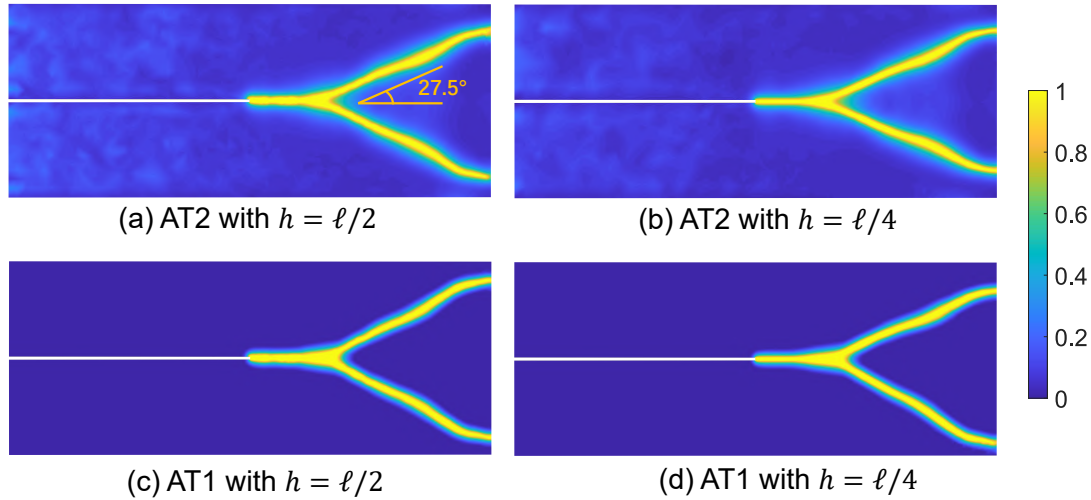 27.5°
(a) AT2 with ℎ = ℓ/2
(b) AT2 with ℎ = ℓ/4
1
0.8
0.6
0.4
0.2
0
(c) AT1 with ℎ = ℓ/2
(d) AT1 with ℎ = ℓ/4